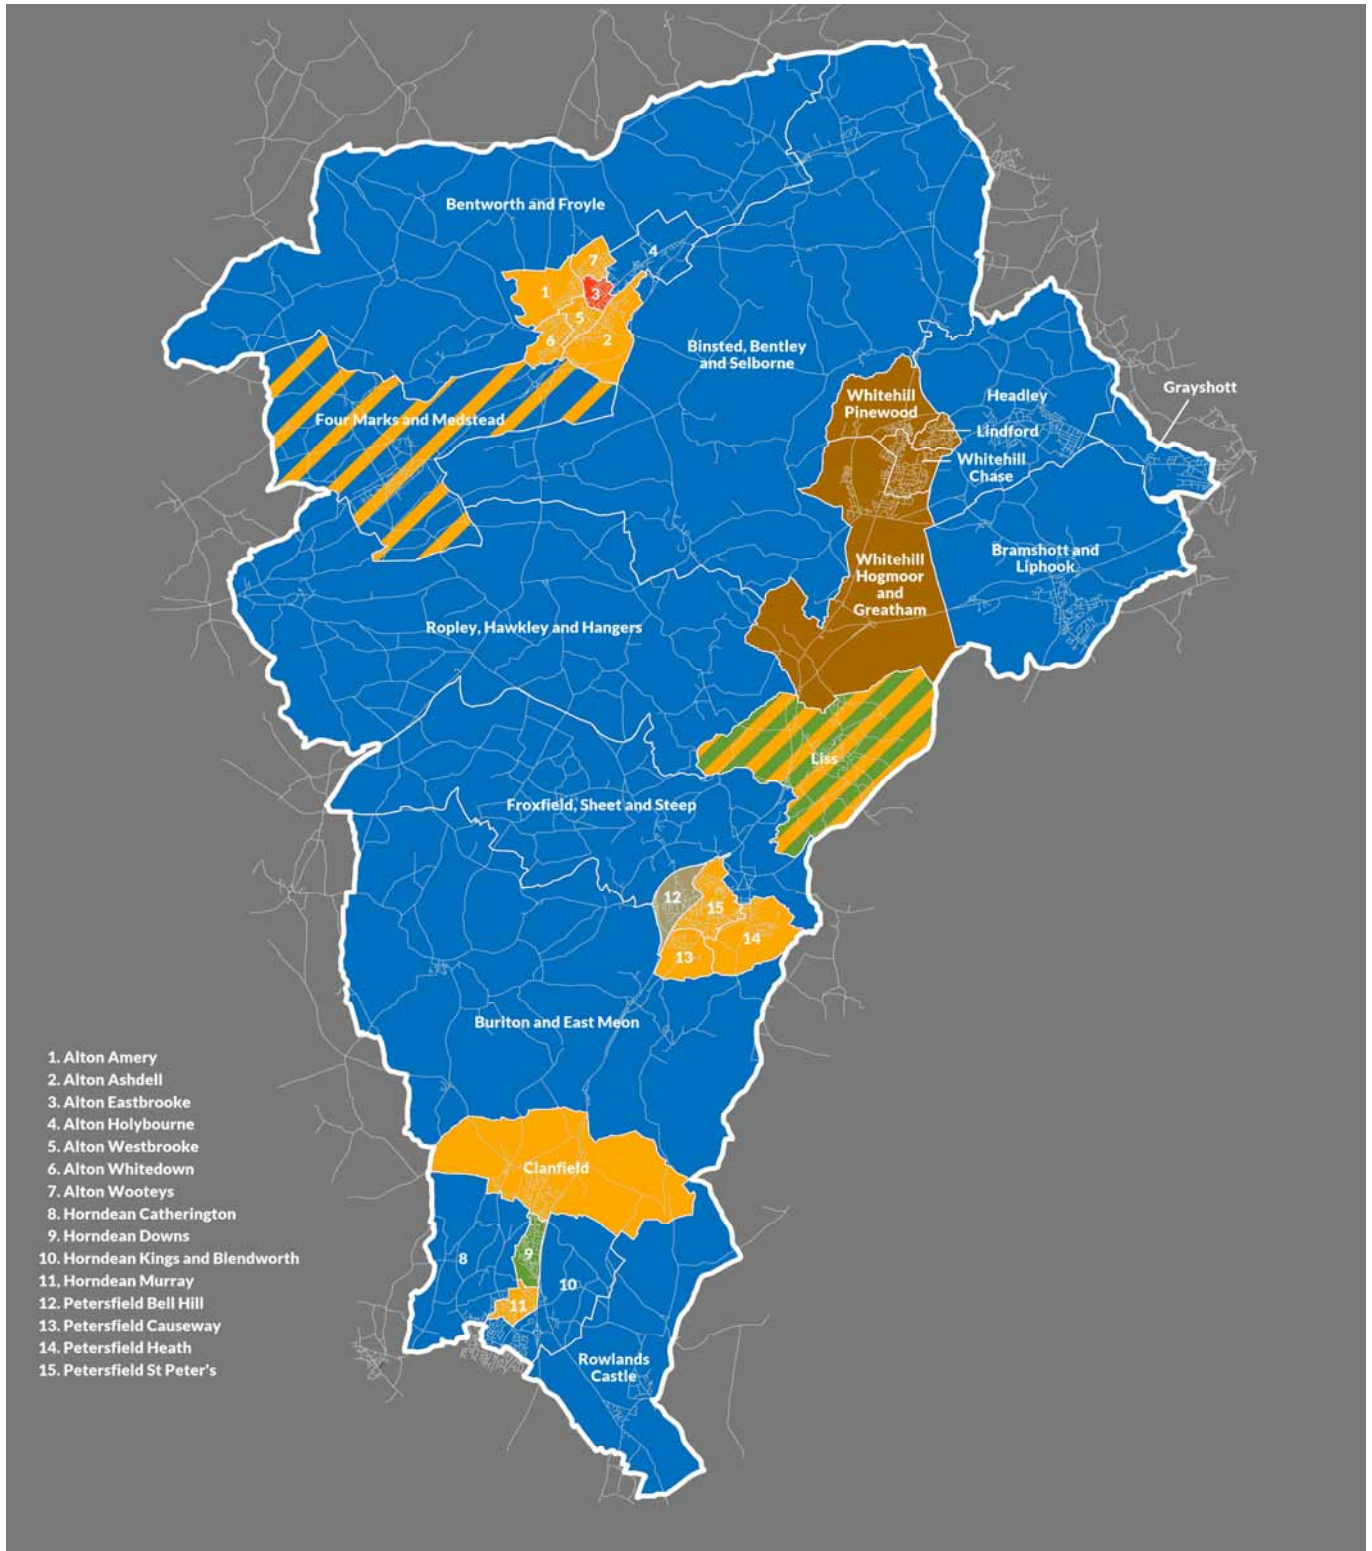 Bentworth and Froyle
4
7
1
3
5
6
2
Binsted, Bentley
and Selborne
Grayshott
Whitehill
Pinewood
Headley
Four Marks and Medstead
Lindford
Whitehill
Chase
Bramshott and
Liphook
Whitehill
Hogmoor
and
Greatham
Ropley, Hawkley and Hangers
Liss
Froxfield, Sheet and Steep
12
15
14
13
Buriton and East Meon
1. Alton Amery
2. Alton Ashdell
3. Alton Eastbrooke
4. Alton Holybourne
5. Alton Westbrooke
6. Alton Whitedown
7. Alton Wooteys
8. Horndean Catherington
9. Horndean Downs
10. Horndean Kings and Blendworth
11, Horndean Murray
12. Petersfield Bell Hill
13. Petersfield Causeway
14. Petersfield Heath
15. Petersfield St Peter's
Clanfield
8
9
10
11
Rowlands
Castle